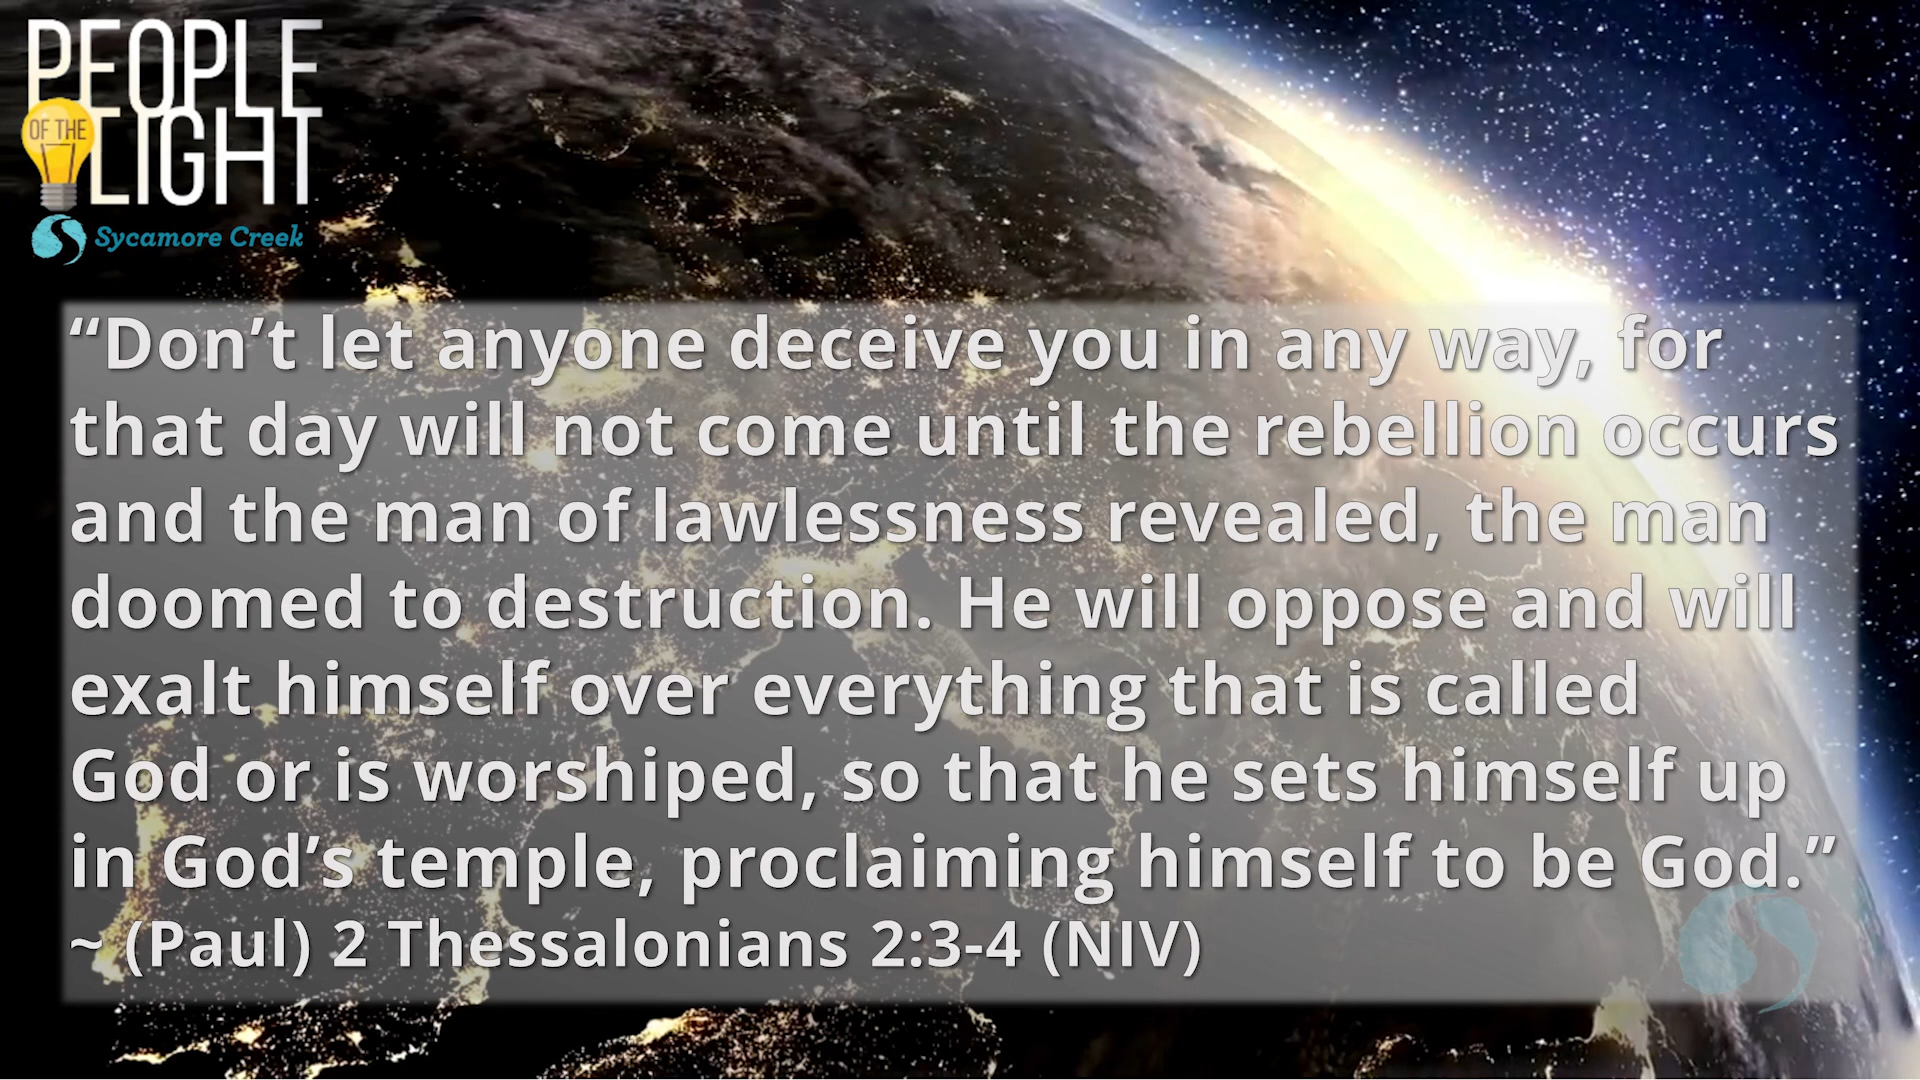 PEOPLE
OF THE
LIGHT
Sycamore Creek
“Don’t let anyone deceive you in any way, for
that day will not come until the rebellion occurs
and the man of lawlessness revealed, the man
doomed to destruction. He will oppose and will
exalt himself over everything that is called
God or is worshiped, so that he sets himself up
in God’s temple, proclaiming himself to be God.”
~ (Paul) 2 Thessalonians 2:3-4 (NIV)